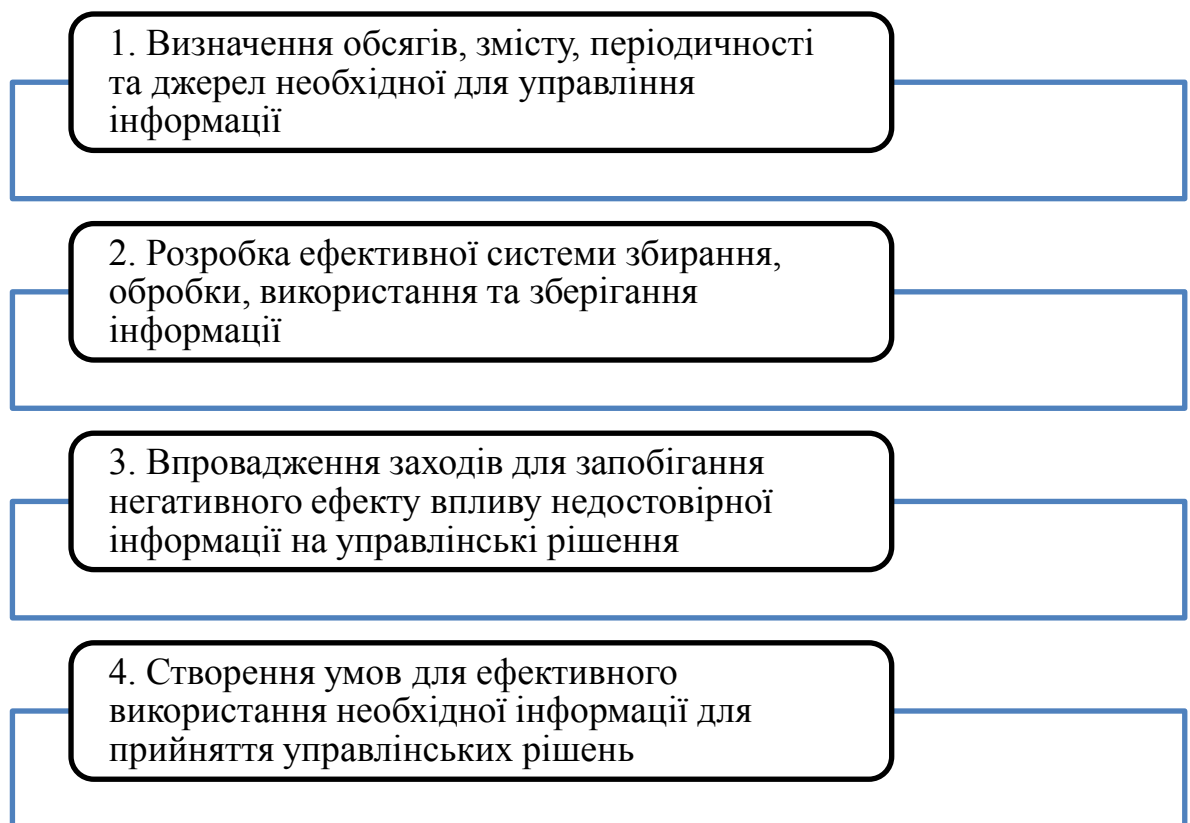 1. Визначення обсягів, змісту, періодичності
та джерел необхідної для управління
інформації
2. Розробка ефективної системи збирання,
обробки, використання та зберігання
інформації
3. Впровадження заходів для запобігання
негативного ефекту впливу недостовірної
інформації на управлінські рішення
4. Створення умов для ефективного
використання необхідної інформації для
прийняття управлінських рішень